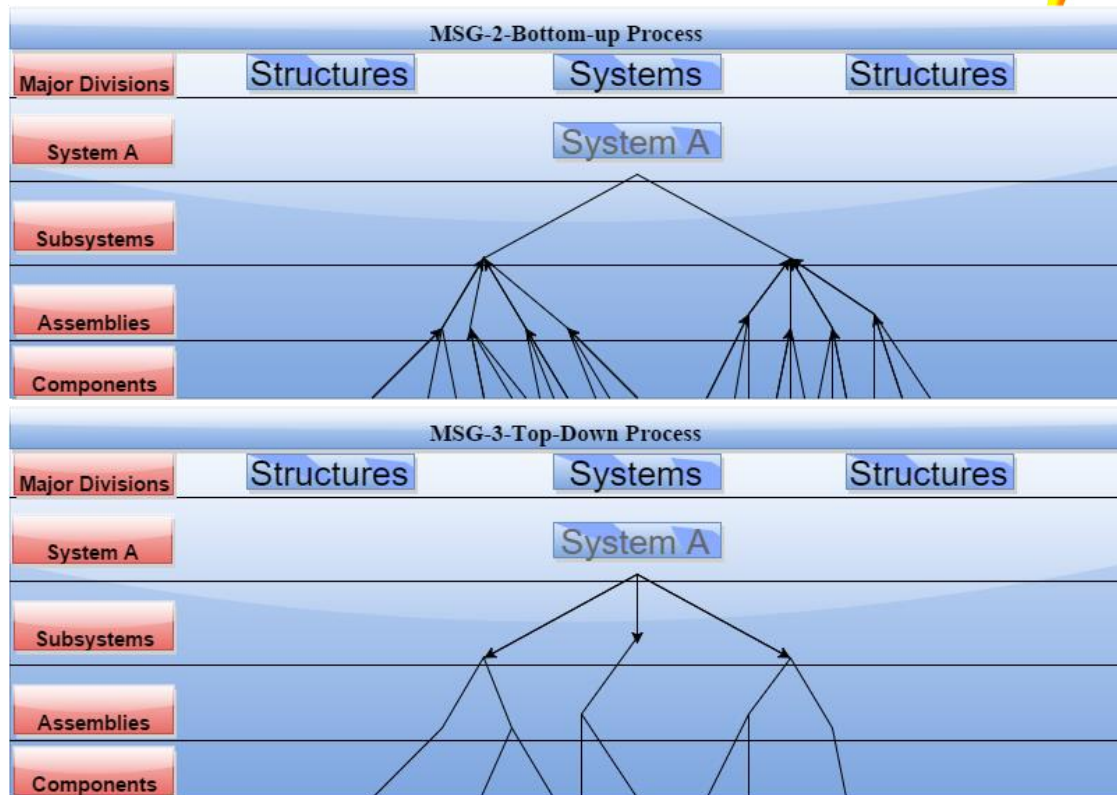 MSG-2-Bottom-up Process
Major Divisions Structures Systems Structures
System A System A
Subsystems
Assemblies
Components
MSG-3-Top-Down Process
Major Divisions Structures Systems Structures
System A System A
Subsystems
Assemblies
Components